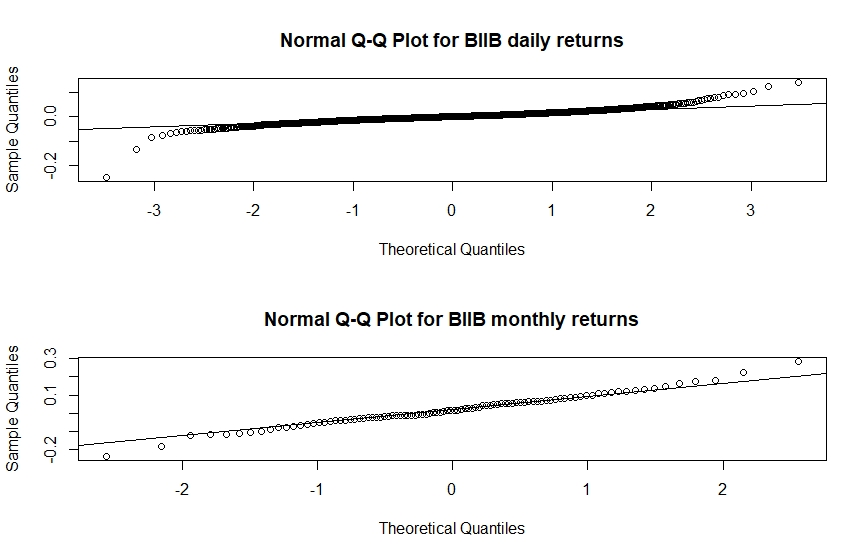 Normal Q-Q Plot for BIIB daily returns
Sample Quantiles
0.0
-0.2
-3 -2 -1 0 1 2 3
Theoretical Quantiles
Normal Q-Q Plot for BIIB monthly returns
Sample Quantiles
0.3
0.1
-0.2
-2 -1 0 1 2
Theoretical Quantiles